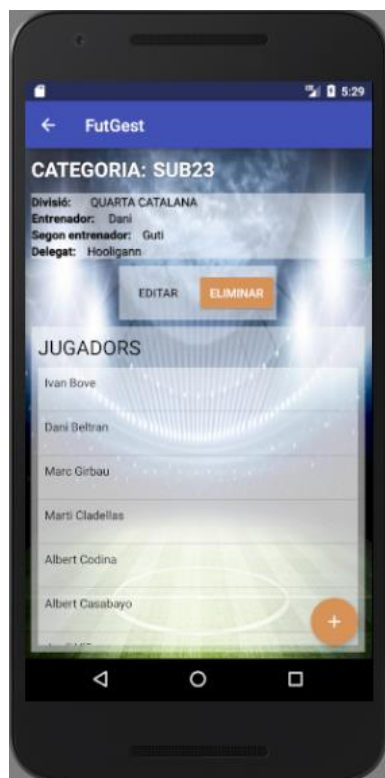 5:29
FutGest
CATEGORIA: SUB23
Divisió: QUARTA CATALANA
Entrenador: Dani
Segon entrenador: Guti
Delegat: Hooligann
EDITAR ELIMINAR
JUGADORS
Ivan Bove
Dani Beltran
Marc Girbau
Marti Cladellas
Albert Codina
Albert Casabayo
+